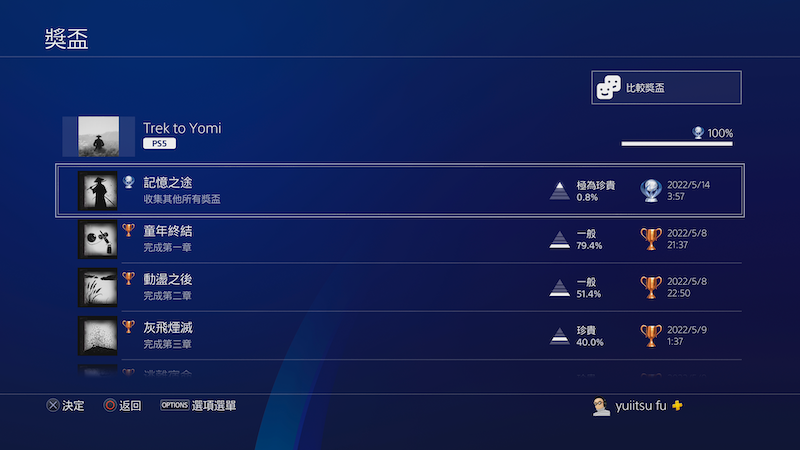 獎盃
比較獎盃
Trek to Yomi
PS5
100%
記憶之途
收集其他所有獎盃
極為珍貴
0.8%
2022/5/14
3:57
童年終結
完成第一章
一般
79.4%
2022/5/8
21:37
動盪之後
完成第二章
一般
51.4%
2022/5/8
22:50
灰飛煙滅
完成第三章
珍貴
40.0%
2022/5/9
1:37
決定
返回
OPTIONS 選項選單
yuiitsu fu